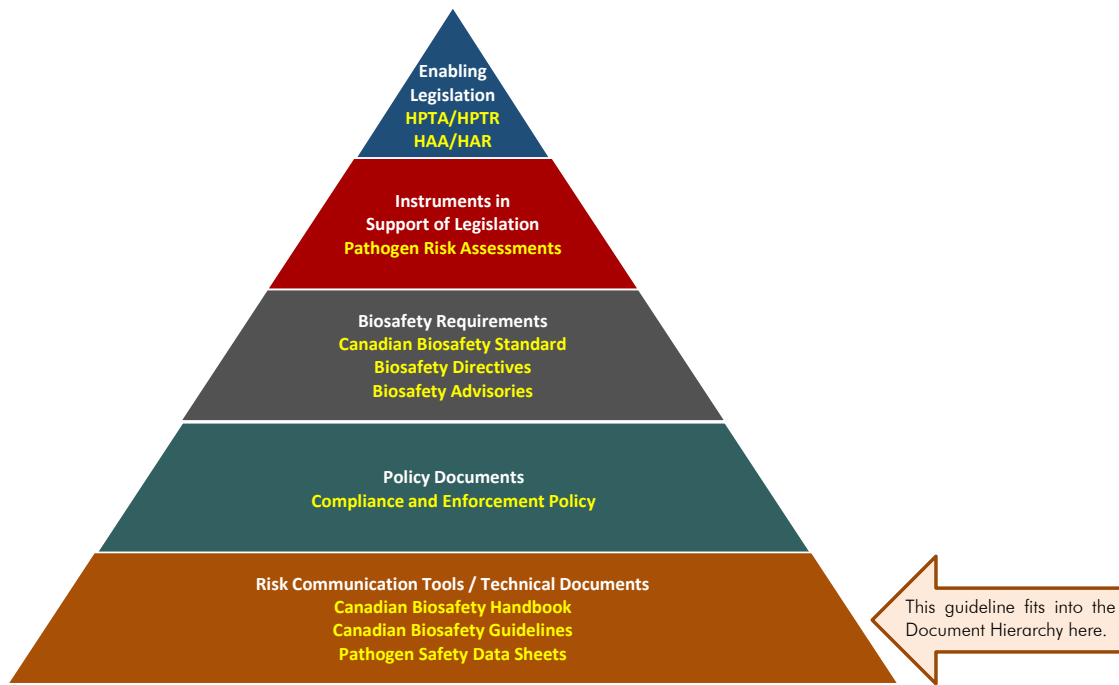 Enabling
Legislation
HPTA/HPTR
HAA/HAR
Instruments in
Support of Legislation
Pathogen Risk Assessments
Biosafety Requirements
Canadian Biosafety Standard
Biosafety Directives
Biosafety Advisories
Policy Documents
Compliance and Enforcement Policy
Risk Communication Tools / Technical Documents
Canadian Biosafety Handbook
Canadian Biosafety Guidelines
Pathogen Safety Data Sheets
This guideline fits into the
Document Hierarchy here.